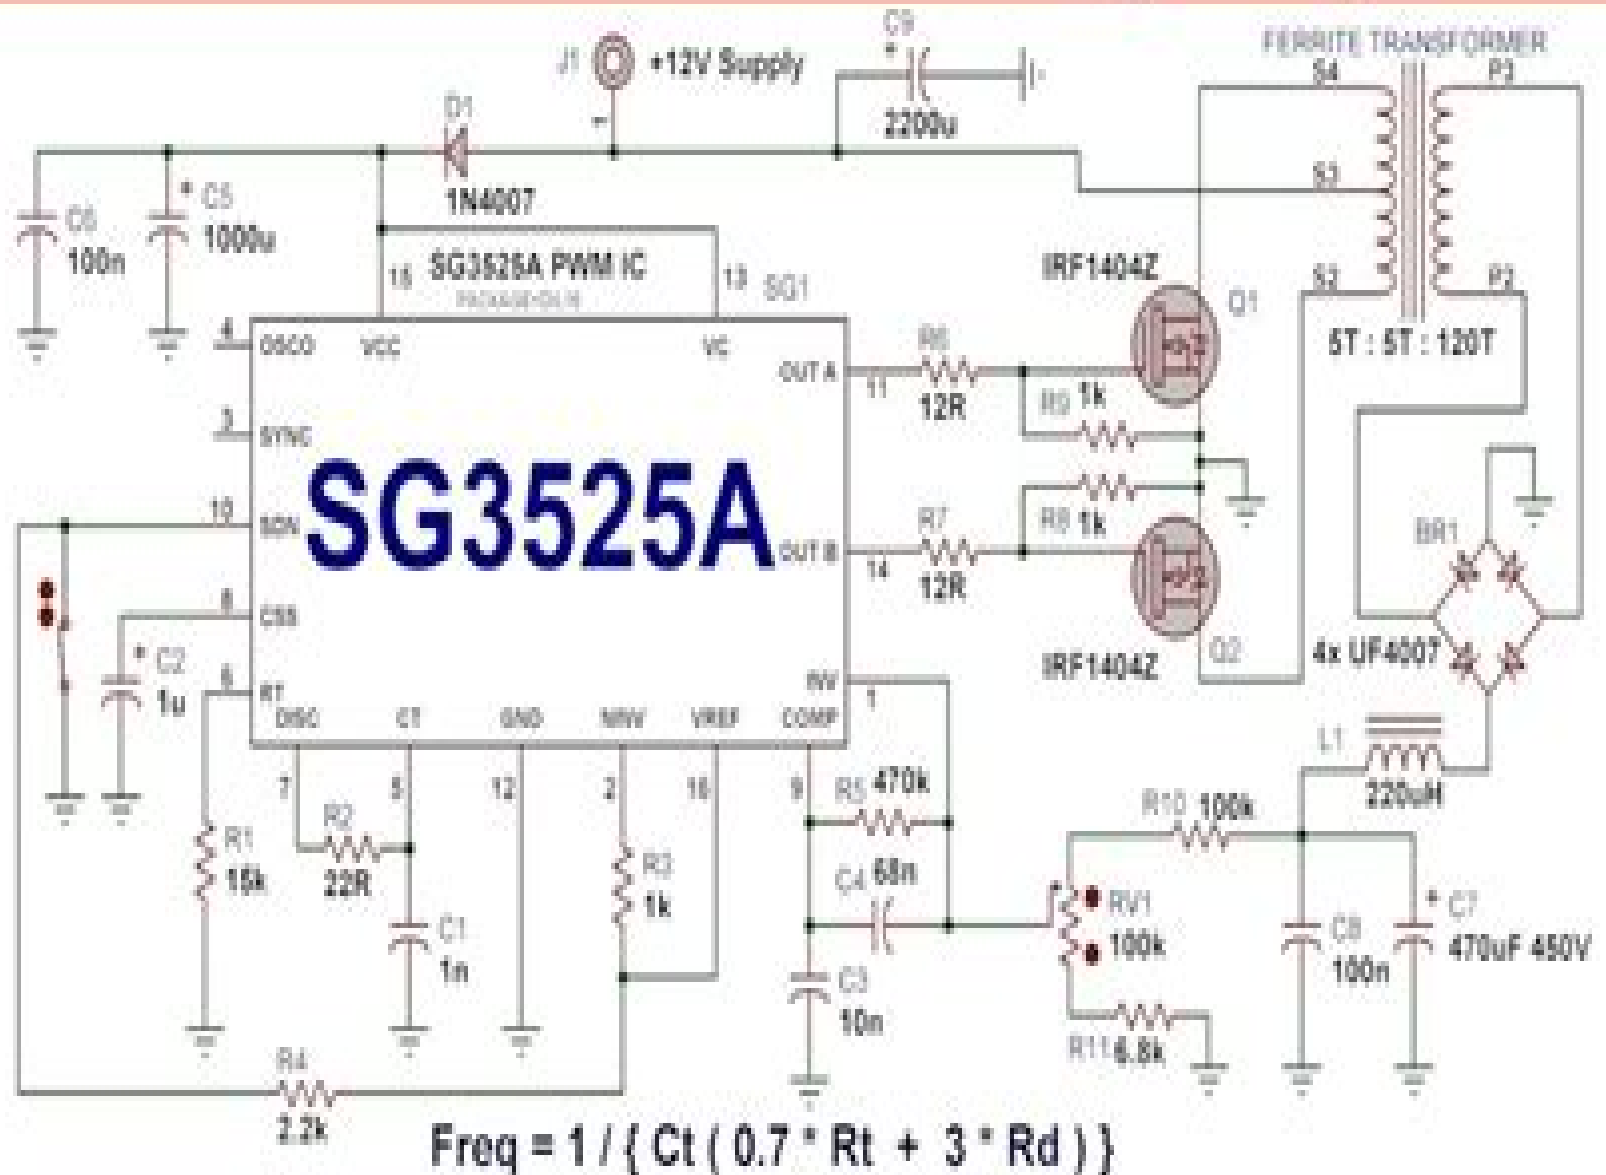 C9
FERRITE TRANSFORMER
J1
+12V Supply
S4
P1
D1
2200u
1N4007
C6
100n
C5
1000u
S3
15
SG3525A PWM IC
13
SG1
IRF1404Z
S2
P2
Q1
4
OSCO
VCC
VC
OUT A
11
R6
12R
R9
1k
5T : 5T : 120T
3
SYNC
SG3525A
10
SDN
OUT B
14
R7
12R
R8
1k
BR1
8
CSS
C2
1u
IRF1404Z
Q2
4x UF4007
6
RT
INV
1
DISC
CT
GND
NINV
VREF
COMP
L1
220uH
7
5
12
2
16
9
R5
470k
R10
100k
R1
15k
R2
22R
R3
1k
C4
68n
RV1
100k
C1
1n
C8
100n
C7
470uF 450V
C3
10n
R11
6.8k
R4
2.2k
Freq = 1 / { Ct ( 0.7 * Rt + 3 * Rd ) }